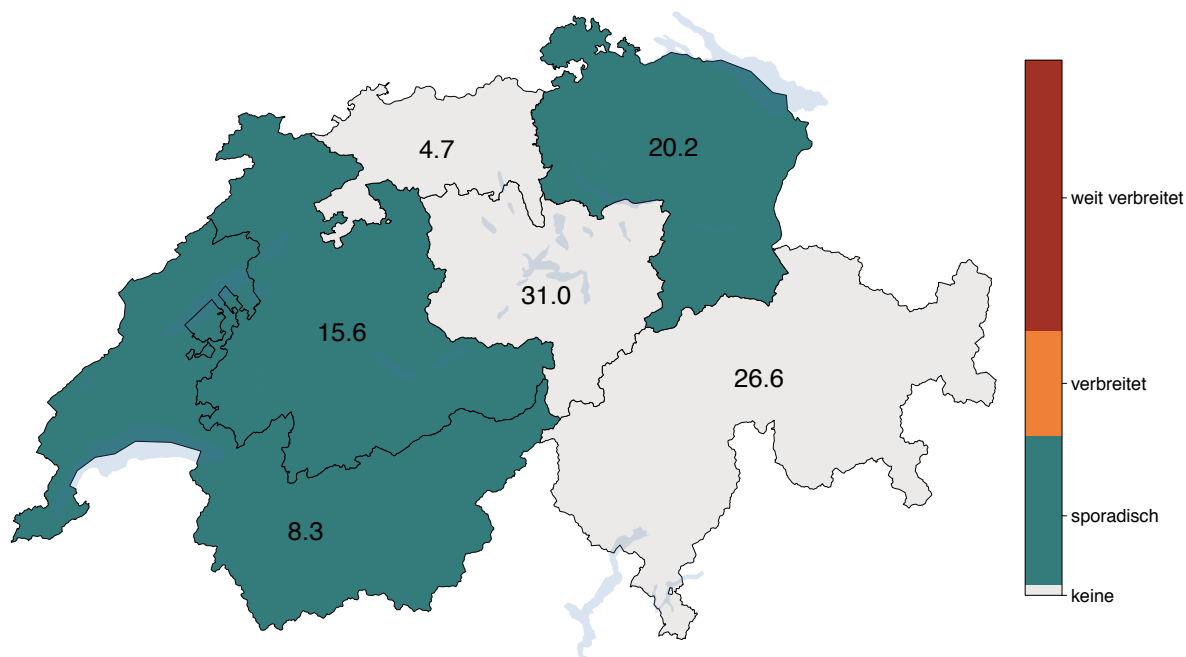 4.7
20.2
31.0
15.6
26.6
8.3
weit verbreitet
verbreitet
sporadisch
keine